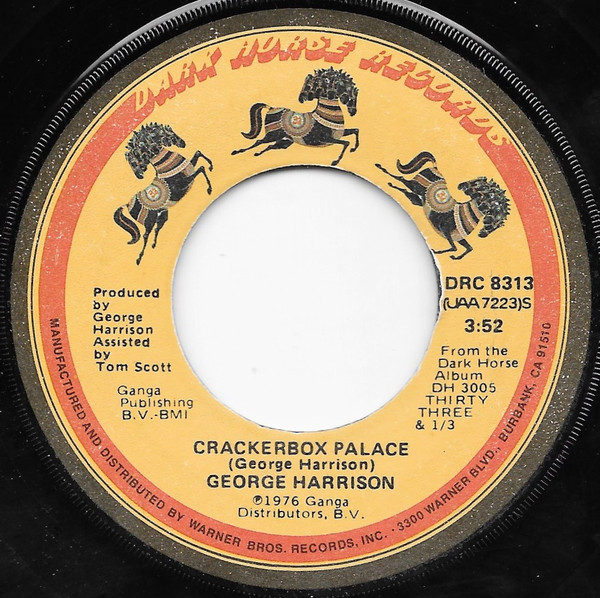 DARK HORSE RECORDS
DRC 8313
(UAA 7223)S
3:52
Produced
by
George
Harrison
Assisted
by
Tom Scott
From the
Dark Horse
Album
DH 3005
THIRTY
THREE
& 1/3
Ganga
Publishing
B.V.-BMI
CRACKERBOX PALACE
(George Harrison)
GEORGE HARRISON
℗1976 Ganga
Distributors, B.V.
MANUFACTURED AND DISTRIBUTED BY WARNER BROS. RECORDS, INC. · 3300 WARNER BLVD., BURBANK, CA 91510